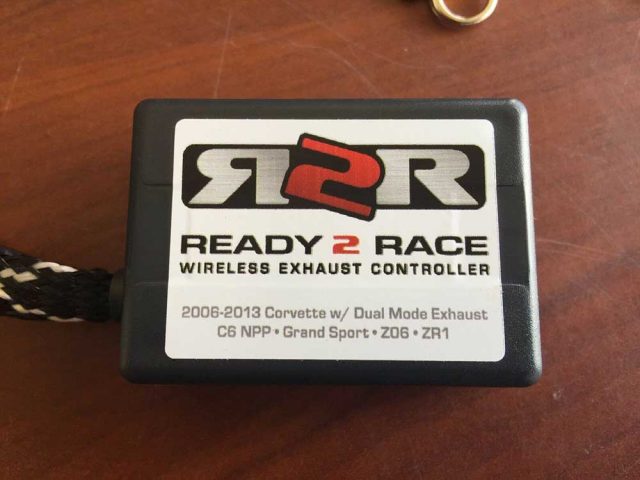 R2R
READY 2 RACE
WIRELESS EXHAUST CONTROLLER
2006-2013 Corvette w/ Dual Mode Exhaust
C6 NPP • Grand Sport • Z06 • ZR1